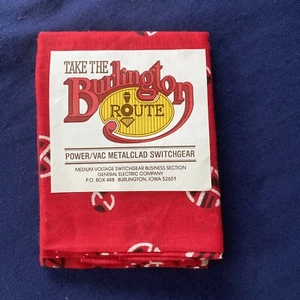 TAKE THE
Burlington
ROUTE
POWER/VAC METALCLAD SWITCHGEAR
MEDIUM VOLTAGE SWITCHGEAR BUSINESS SECTION
GENERAL ELECTRIC COMPANY
P.O. BOX 488 BURLINGTON, IOWA 52601